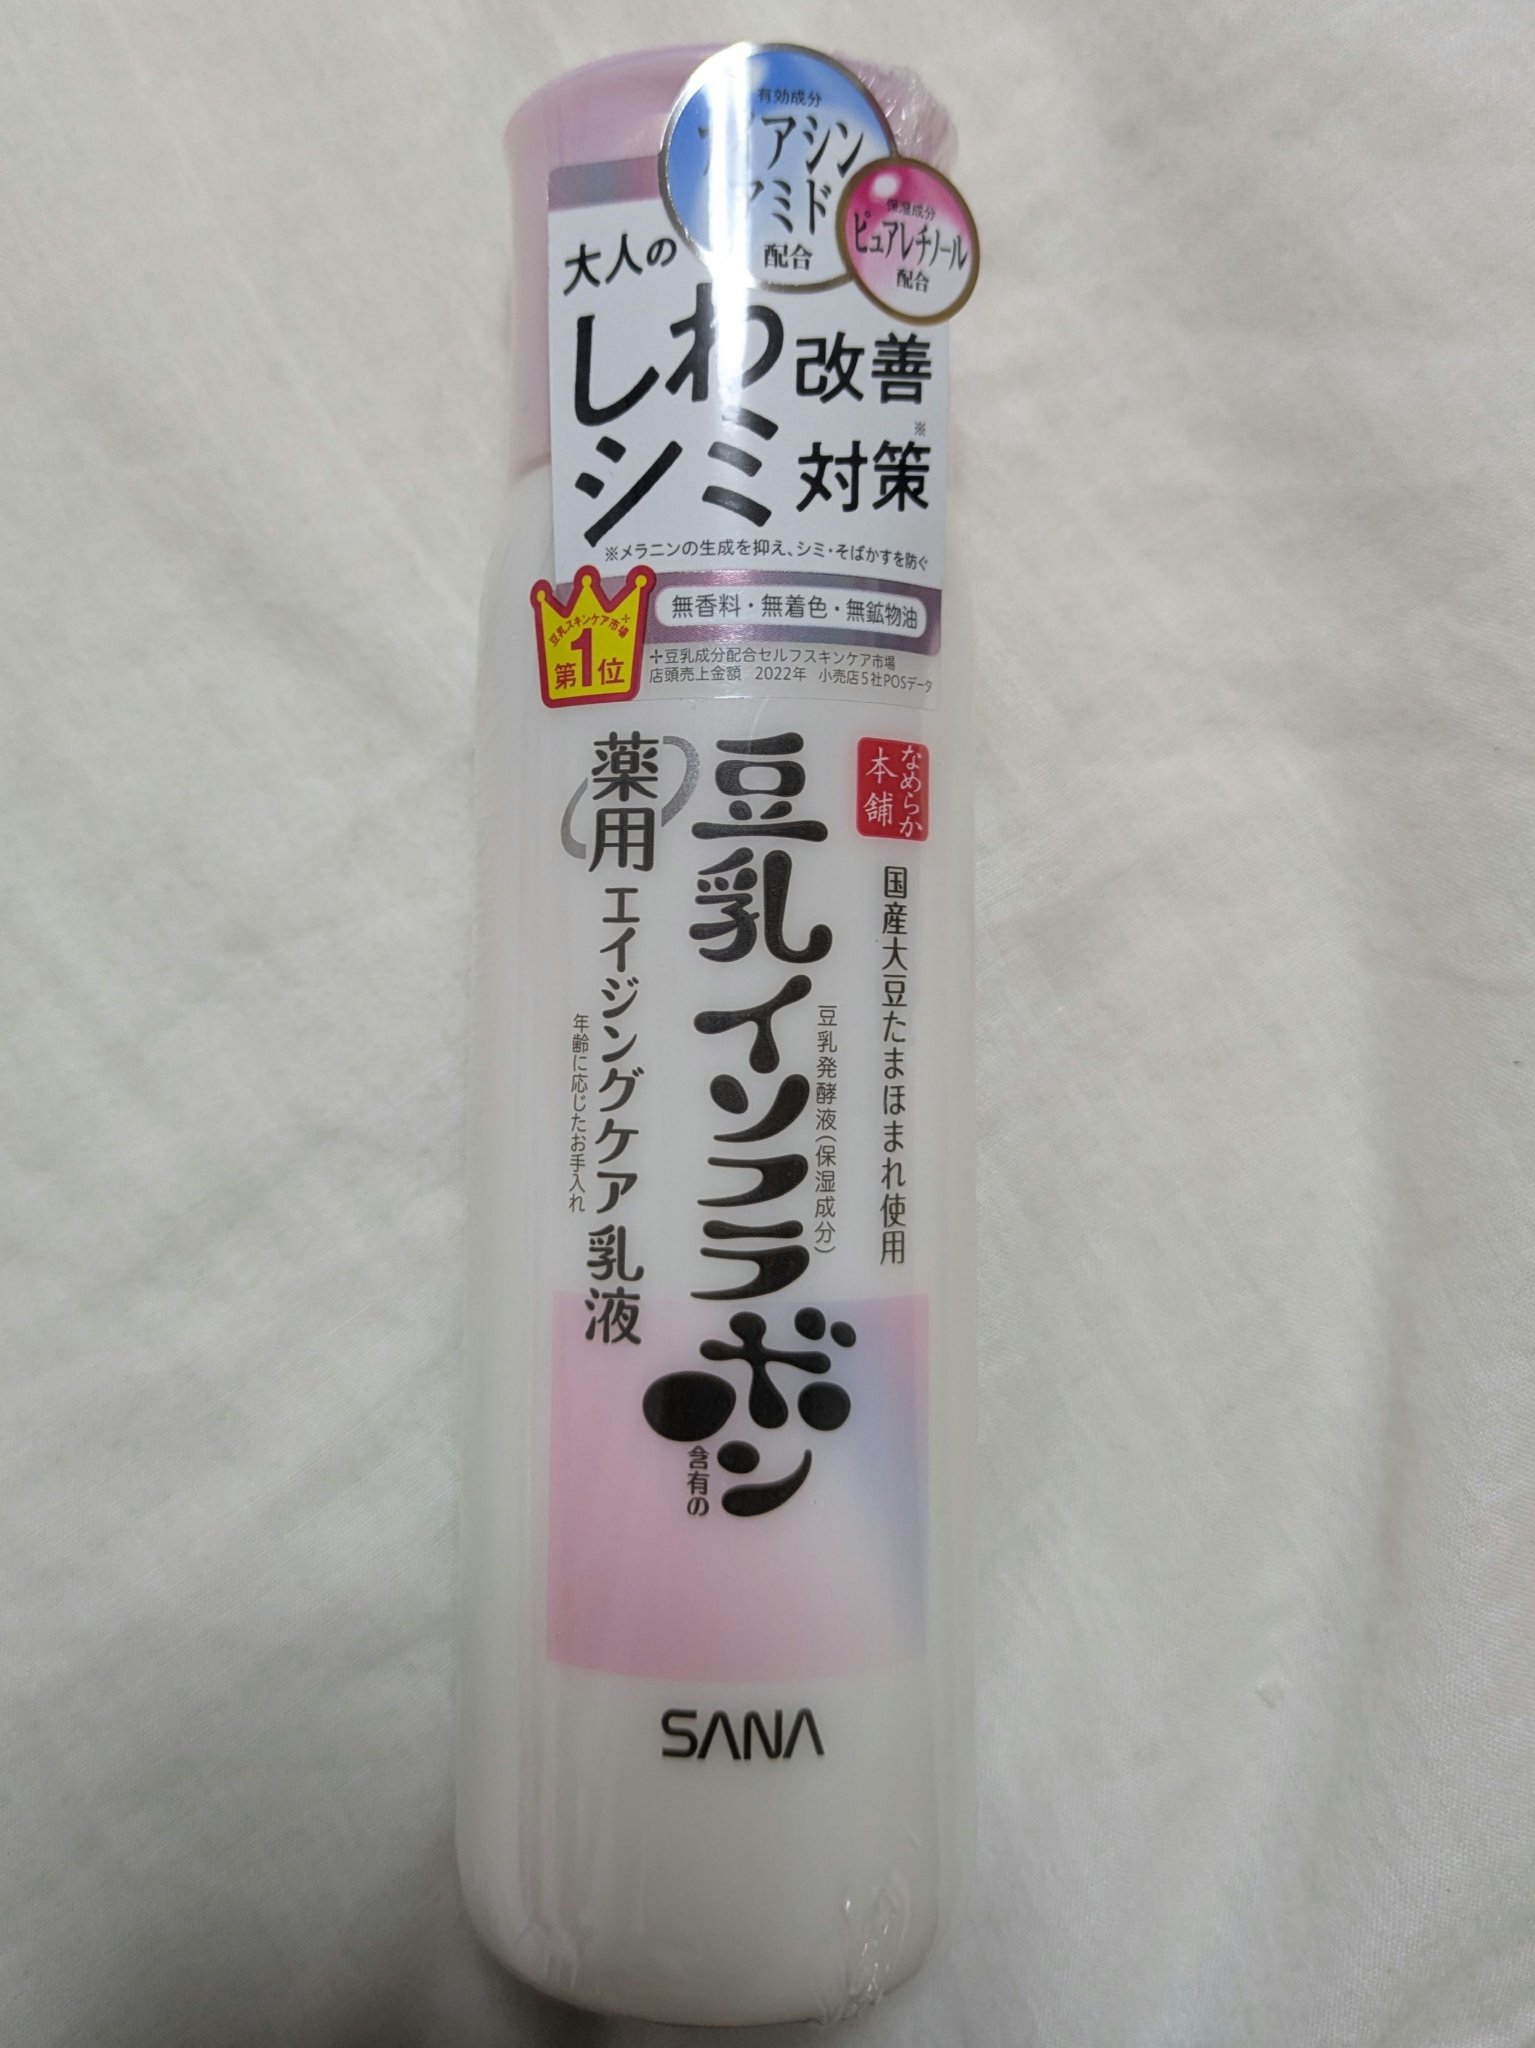 有効成分
ナイアシン
アミド
配合
保湿成分
ピュアレチノール
配合
大人の
しわ改善
シミ対策※
※メラニンの生成を抑え、シミ・そばかすを防ぐ
無香料・無着色・無鉱物油
豆乳スキンケア市場※
第1位
✢豆乳成分配合セルフスキンケア市場
店頭売上金額 2022年 小売店5社POSデータ
なめらか
本舗
国産大豆たまほまれ使用
豆乳発酵液(保湿成分)
豆乳イソフラボン
含有の
薬用エイジングケア乳液
年齢に応じたお手入れ
SANA